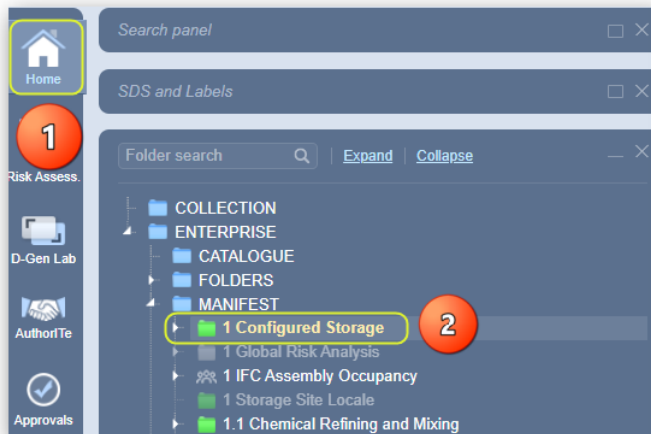 Home
1
Risk Assess.
D-Gen Lab
AuthorITe
Approvals
Search panel
SDS and Labels
Folder search
Expand
Collapse
COLLECTION
ENTERPRISE
CATALOGUE
FOLDERS
MANIFEST
1 Configured Storage
2
1 Global Risk Analysis
1 IFC Assembly Occupancy
1 Storage Site Locale
1.1 Chemical Refining and Mixing